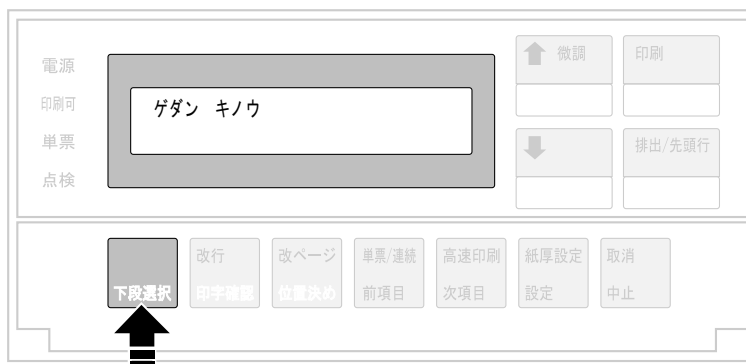 電源
印刷可
単票
点検
ゲダン キノウ
微調
印刷
排出/先頭行
下段選択
改行
印字確認
改ページ
位置決め
単票/連続
前項目
高速印刷
次項目
紙厚設定
設定
取消
中止